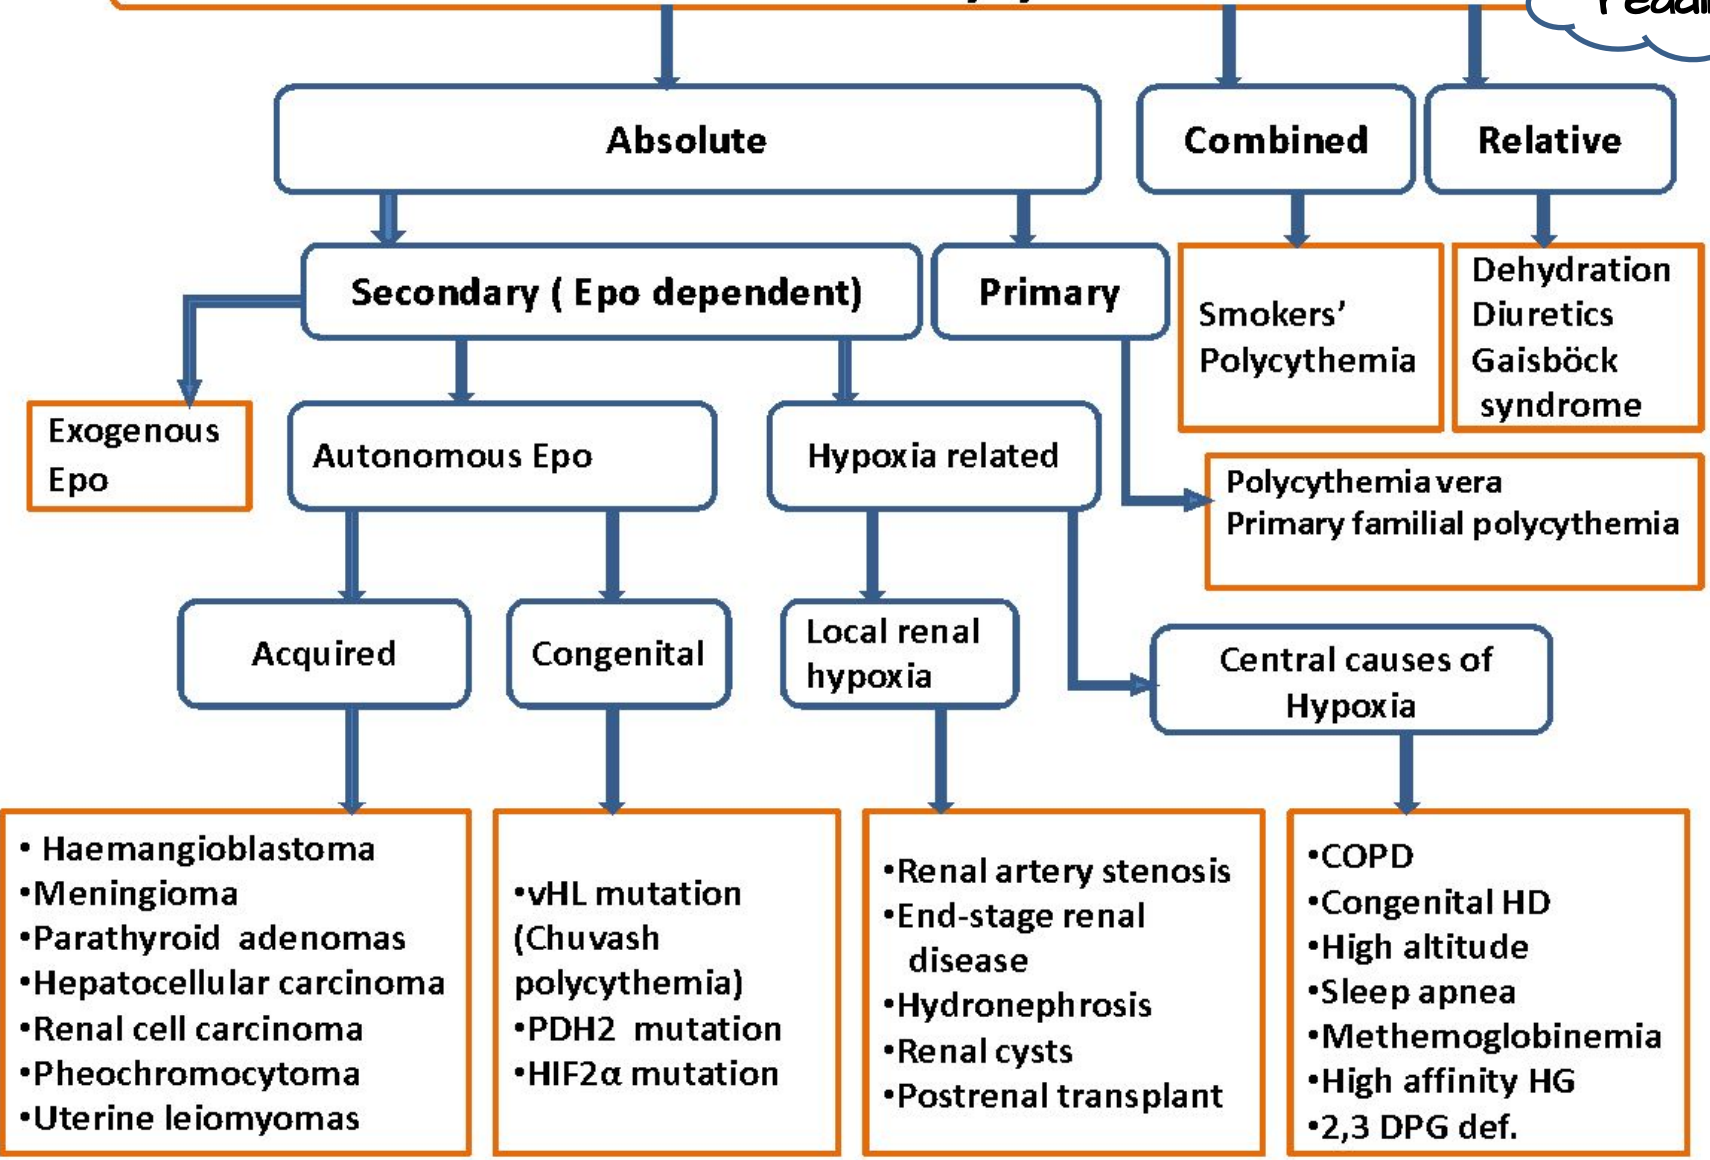 Absolute
Combined
Relative
Secondary ( Epo dependent)
Primary
Smokers’
Polycythemia
Dehydration
Diuretics
Gaisböck
syndrome
Exogenous
Epo
Autonomous Epo
Hypoxia related
Polycythemia vera
Primary familial polycythemia
Acquired
Congenital
Local renal
hypoxia
Central causes of
Hypoxia
• Haemangioblastoma
•Meningioma
•Parathyroid adenomas
•Hepatocellular carcinoma
•Renal cell carcinoma
•Pheochromocytoma
•Uterine leiomyomas
•vHL mutation
(Chuvash
polycythemia)
•PDH2 mutation
•HIF2α mutation
•Renal artery stenosis
•End-stage renal
disease
•Hydronephrosis
•Renal cysts
•Postrenal transplant
•COPD
•Congenital HD
•High altitude
•Sleep apnea
•Methemoglobinemia
•High affinity HG
•2,3 DPG def.